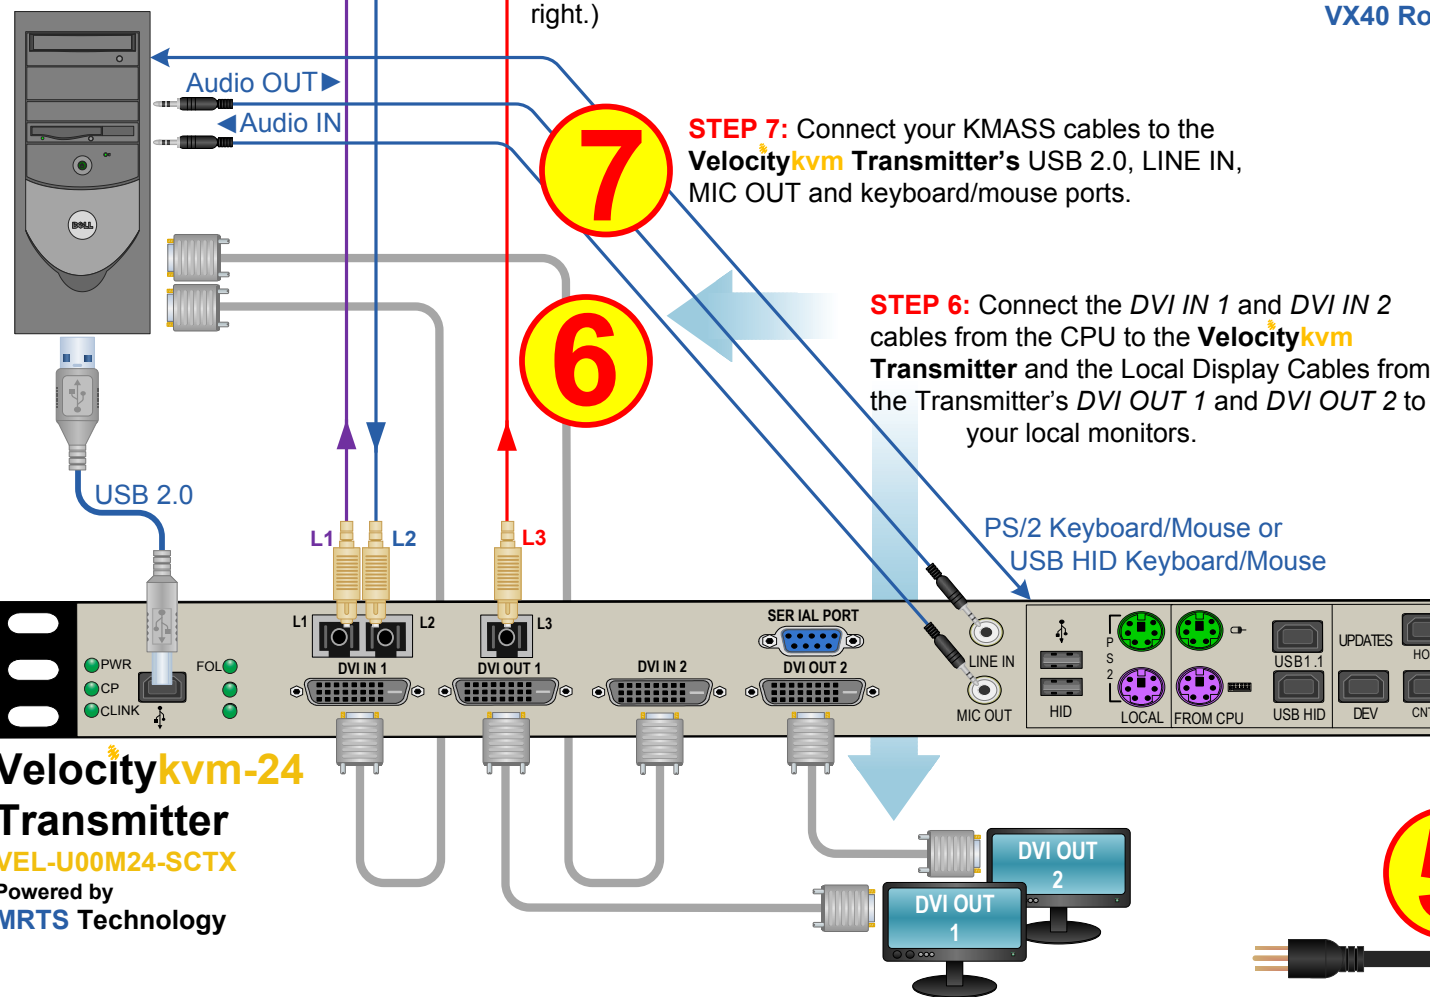 right.)
VX40 Ro
Audio OUT
Audio IN
7
STEP 7: Connect your KMASS cables to the
Velocitykvm Transmitter's USB 2.0, LINE IN,
MIC OUT and keyboard/mouse ports.
6
STEP 6: Connect the DVI IN 1 and DVI IN 2
cables from the CPU to the Velocitykvm
Transmitter and the Local Display Cables from
the Transmitter's DVI OUT 1 and DVI OUT 2 to
your local monitors.
USB 2.0
L1
L2
L3
PS/2 Keyboard/Mouse or
USB HID Keyboard/Mouse
L1
L2
L3
SER IAL PORT
DVI IN 1
DVI OUT 1
DVI IN 2
DVI OUT 2
PWR
CP
CLINK
FOL
LINE IN
MIC OUT
HID
P
S
2
LOCAL
FROM CPU
USB1.1
USB HID
UPDATES
DEV
HO
CN
Velocitykvm-24
Transmitter
VEL-U00M24-SCTX
Powered by
MRTS Technology
DVI OUT
2
DVI OUT
1
5